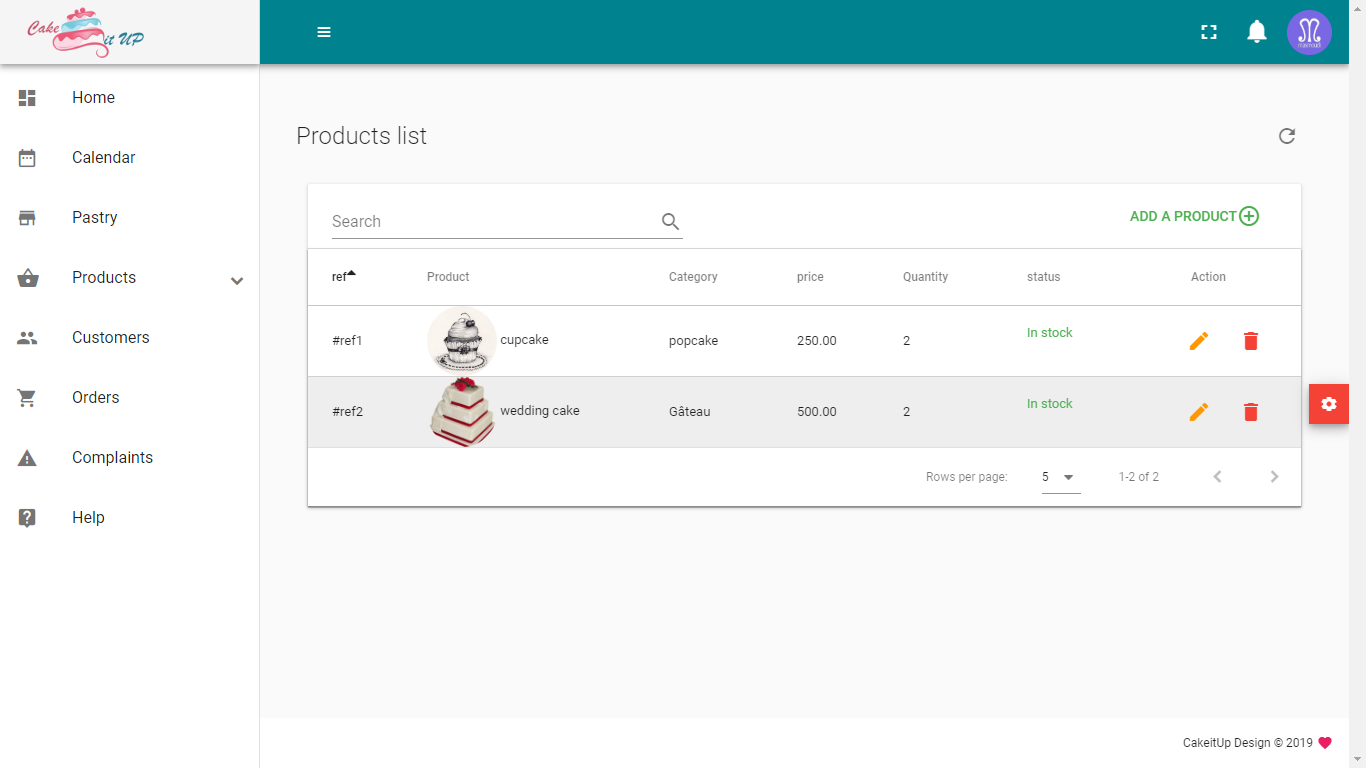 Cake it UP
Home
Calendar
Pastry
Products
Customers
Orders
Complaints
Help
Products list
Search
ADD A PRODUCT
ref Product Category price Quantity status Action
#ref1 cupcake popcake 250.00 2 In stock
#ref2 wedding cake Gâteau 500.00 2 In stock
Rows per page: 5 1-2 of 2
CakeitUp Design © 2019